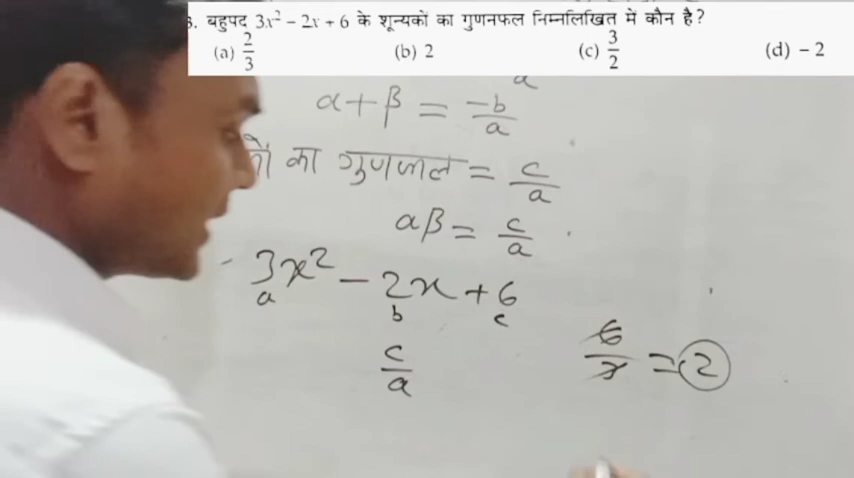 3. बहुपद 3x² − 2x + 6 के शून्यकों का गुणनफल निम्नलिखित में कौन है?
(a) 2/3 (b) 2 (c) 3/2 (d) − 2
a
α + β = -b/a
का गुणनफल = c/a
αβ = c/a
3x² − 2x + 6
a b c
c/a 6/3 = 2